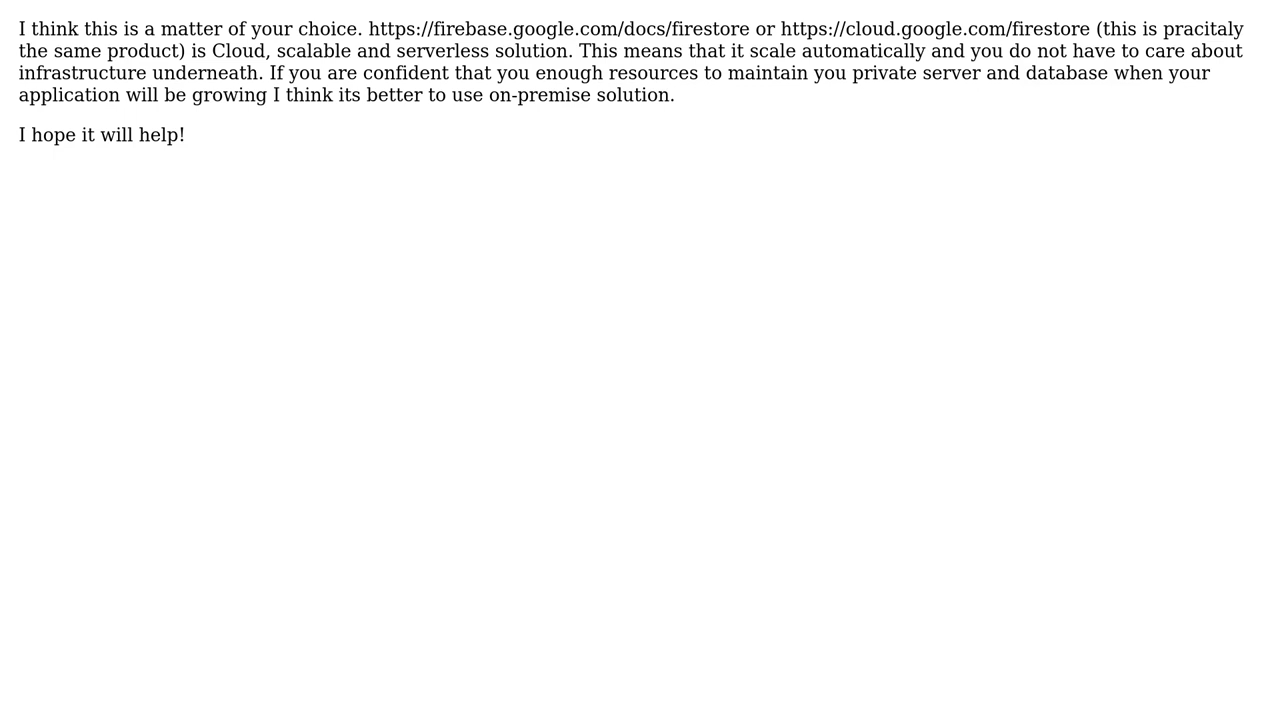 I think this is a matter of your choice. https://firebase.google.com/docs/firestore or https://cloud.google.com/firestore (this is pracitaly
the same product) is Cloud, scalable and serverless solution. This means that it scale automatically and you do not have to care about
infrastructure underneath. If you are confident that you enough resources to maintain you private server and database when your
application will be growing I think its better to use on-premise solution.
I hope it will help!